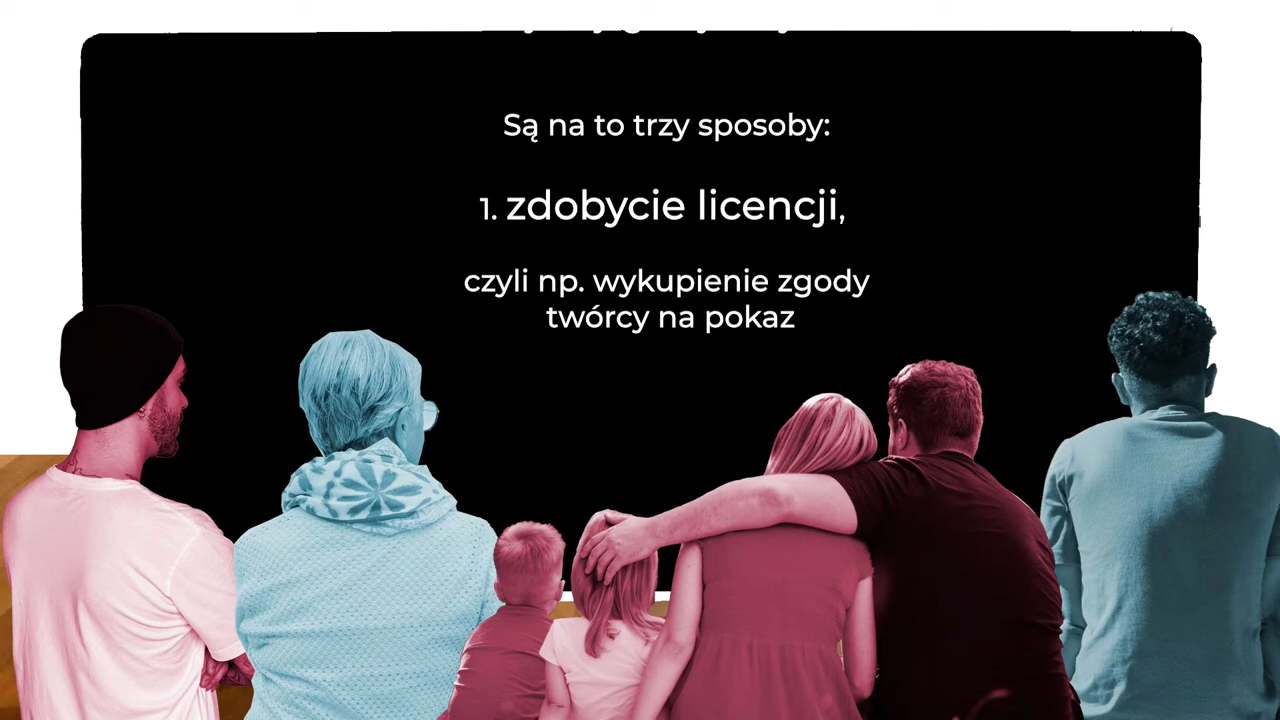 Są na to trzy sposoby:
1. zdobycie licencji,
czyli np. wykupienie zgody
twórcy na pokaz